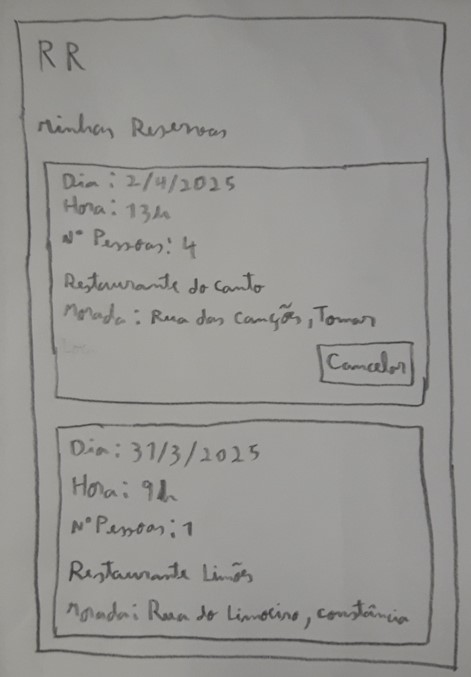 RR
Minhas Reservas
Dia: 2/4/2025
Hora: 13h
Nº Pessoas: 4
Restaurante do Canto
Morada: Rua das Canções, Tomar
Cancelar
Dia: 31/3/2025
Hora: 9h
Nº Pessoas: 1
Restaurante Limões
Morada: Rua do Limoeiro, Constância